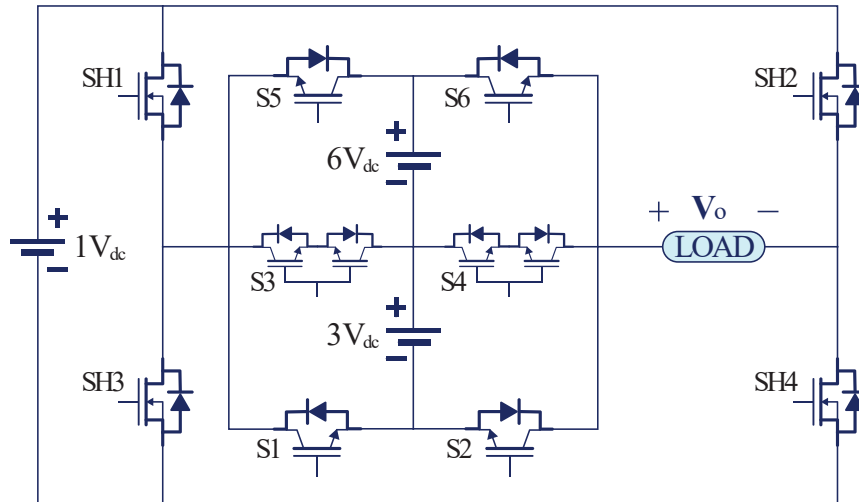 SH1
S5
S6
SH2
+
6Vdc
−
+
1Vdc
−
+ Vo −
LOAD
S3
S4
+
3Vdc
−
SH3
SH4
S1
S2